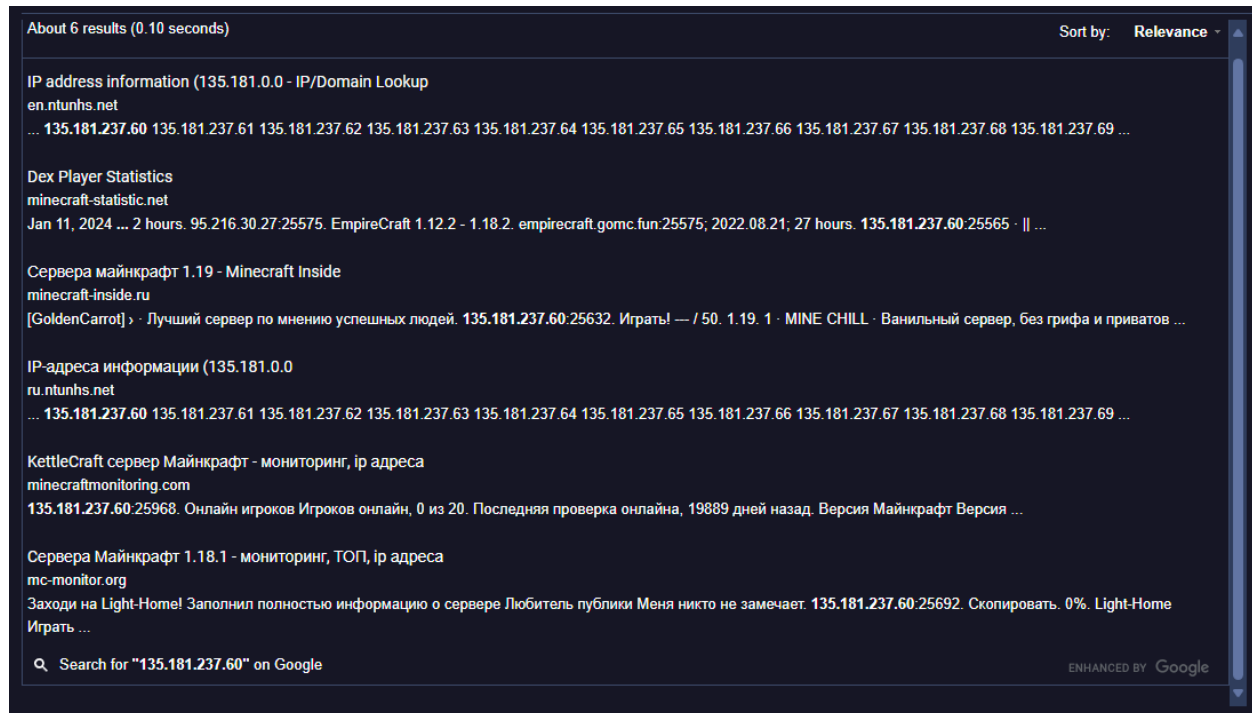 About 6 results (0.10 seconds)
Sort by: Relevance
IP address information (135.181.0.0 - IP/Domain Lookup
en.ntunhs.net
... 135.181.237.60 135.181.237.61 135.181.237.62 135.181.237.63 135.181.237.64 135.181.237.65 135.181.237.66 135.181.237.67 135.181.237.68 135.181.237.69 ...
Dex Player Statistics
minecraft-statistic.net
Jan 11, 2024 ... 2 hours. 95.216.30.27:25575. EmpireCraft 1.12.2 - 1.18.2. empirecraft.gomc.fun:25575; 2022.08.21; 27 hours. 135.181.237.60:25565 · || ...
Сервера майнкрафт 1.19 - Minecraft Inside
minecraft-inside.ru
[GoldenCarrot] › · Лучший сервер по мнению успешных людей. 135.181.237.60:25632. Играть! — / 50. 1.19. 1 · MINE CHILL · Ванильный сервер, без грифа и приватов ...
IP-адреса информации (135.181.0.0
ru.ntunhs.net
... 135.181.237.60 135.181.237.61 135.181.237.62 135.181.237.63 135.181.237.64 135.181.237.65 135.181.237.66 135.181.237.67 135.181.237.68 135.181.237.69 ...
KettleCraft сервер Майнкрафт - мониторинг, ip адреса
minecraftmonitoring.com
135.181.237.60:25968. Онлайн игроков Игроков онлайн, 0 из 20. Последняя проверка онлайна, 19889 дней назад. Версия Майнкрафт Версия ...
Сервера Майнкрафт 1.18.1 - мониторинг, ТОП, ip адреса
mc-monitor.org
Заходи на Light-Home! Заполнил полностью информацию о сервере Любитель публики Меня никто не замечает. 135.181.237.60:25692. Скопировать. 0%. Light-Home
Играть ...
Search for "135.181.237.60" on Google
ENHANCED BY Google